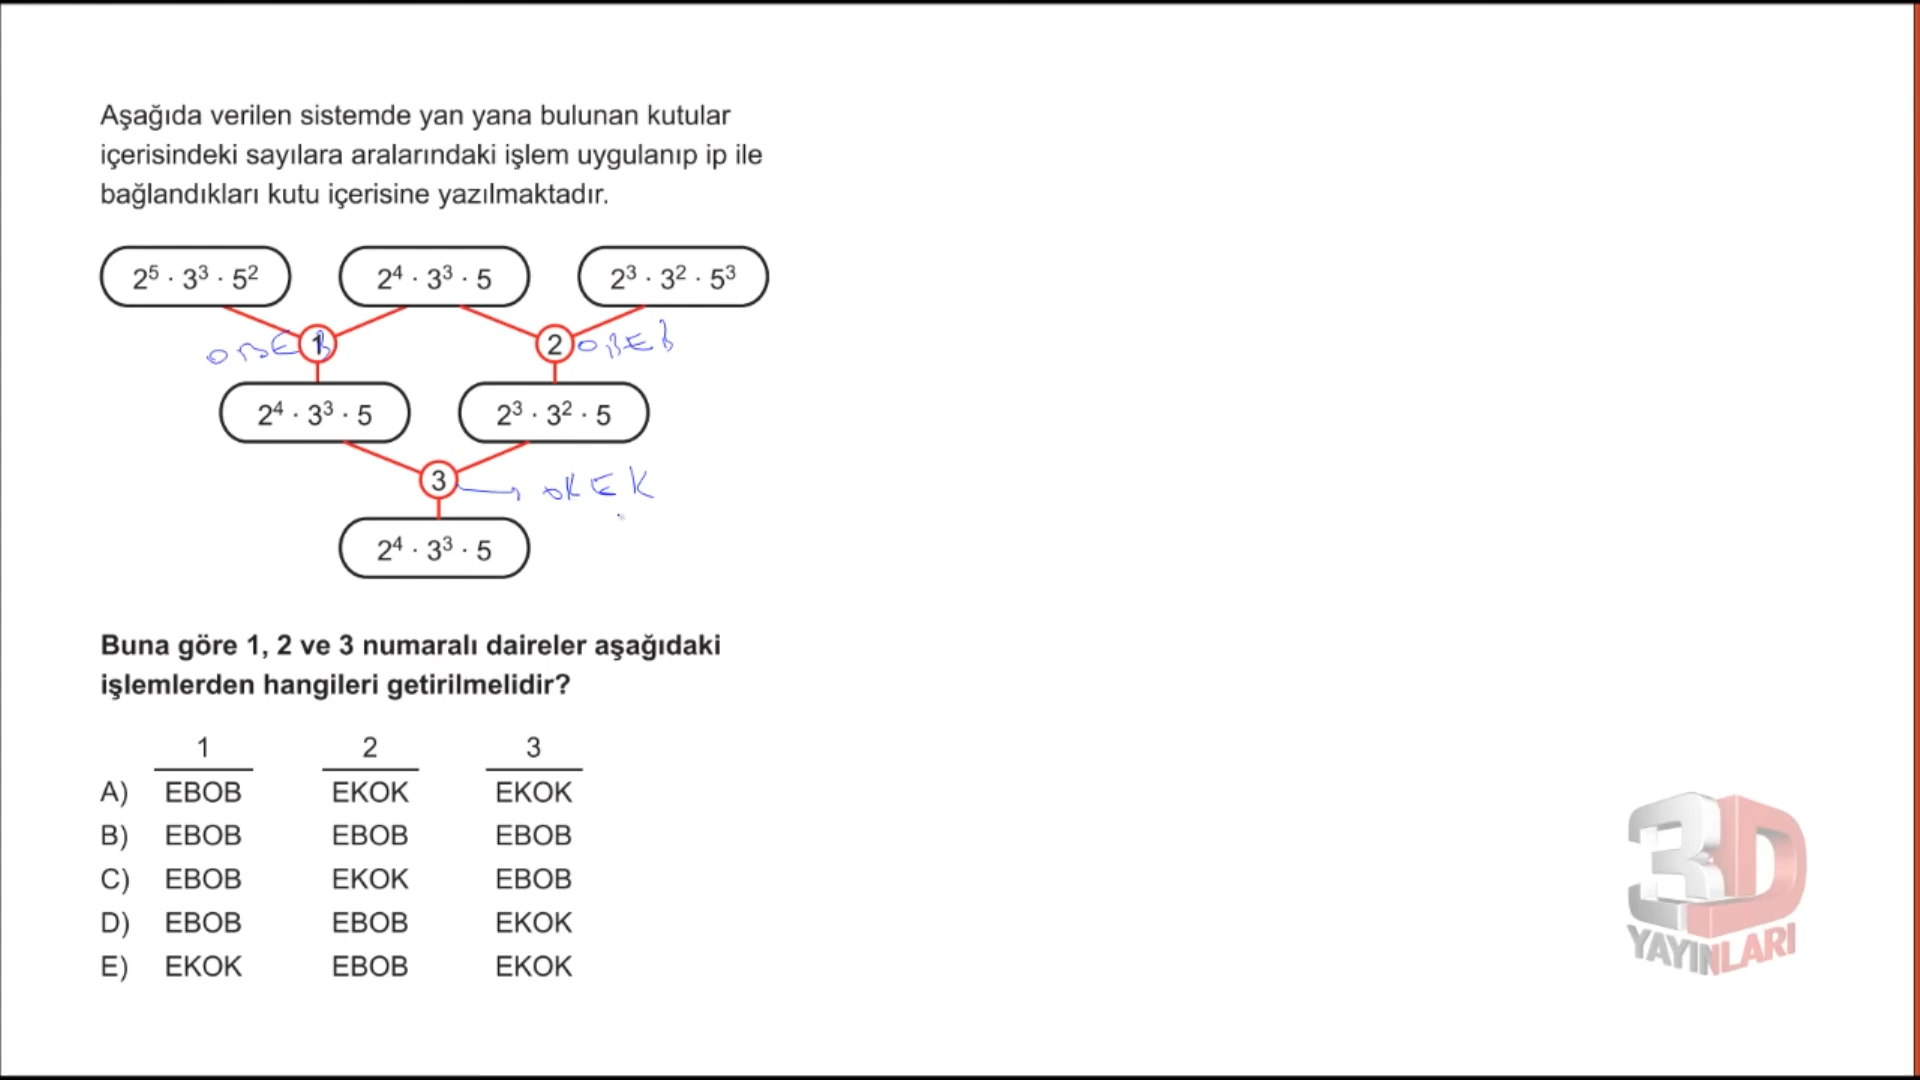 Aşağıda verilen sistemde yan yana bulunan kutular
içerisindeki sayılara aralarındaki işlem uygulanıp ip ile
bağlandıkları kutu içerisine yazılmaktadır.
2⁵ · 3³ · 5² 2⁴ · 3³ · 5 2³ · 3² · 5³
OBEB 1 2 OBEB
2⁴ · 3³ · 5 2³ · 3² · 5
3 → OKEK
2⁴ · 3³ · 5
Buna göre 1, 2 ve 3 numaralı daireler aşağıdaki
işlemlerden hangileri getirilmelidir?
1 2 3
A) EBOB EKOK EKOK
B) EBOB EBOB EBOB
C) EBOB EKOK EBOB
D) EBOB EBOB EKOK
E) EKOK EBOB EKOK
3D
YAYINLARI